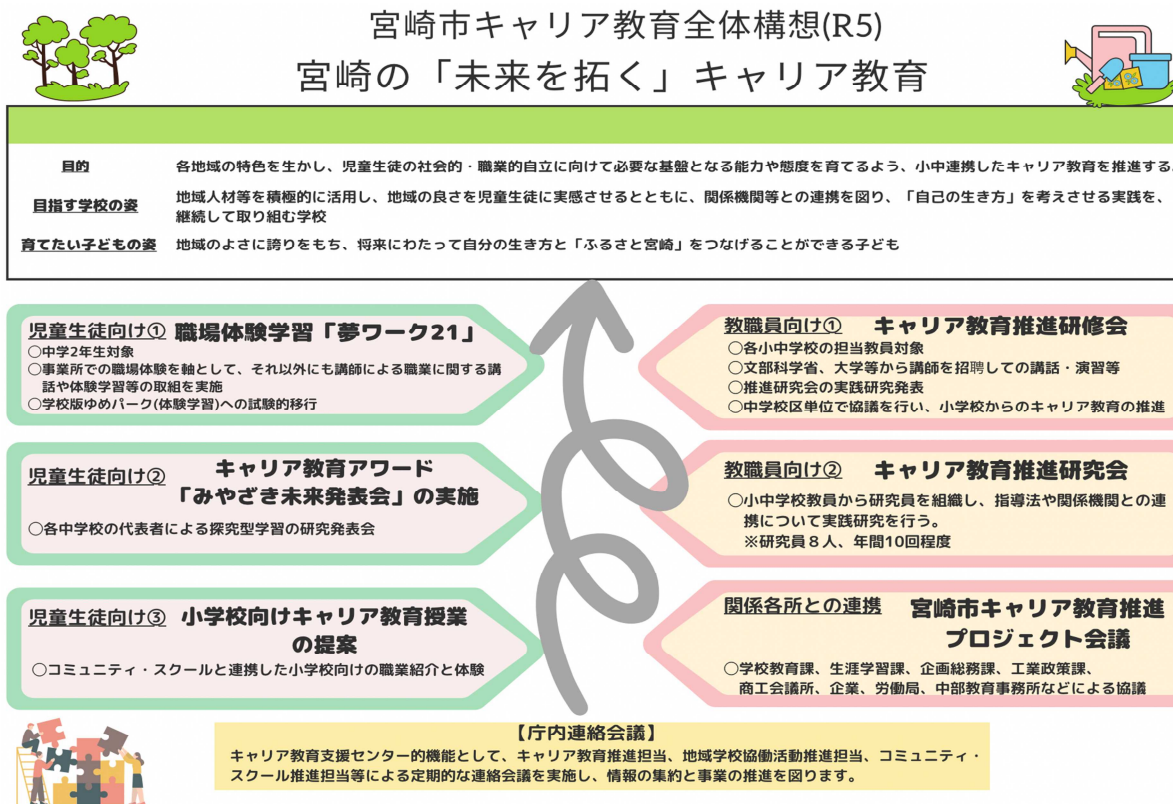 宮崎市キャリア教育全体構想(R5)
宮崎の「未来を拓く」キャリア教育
目的
各地域の特色を生かし、児童生徒の社会的・職業的自立に向けて必要な基盤となる能力や態度を育てるよう、小中連携したキャリア教育を推進する。
目指す学校の姿
地域人材等を積極的に活用し、地域の良さを児童生徒に実感させるとともに、関係機関等との連携を図り、「自己の生き方」を考えさせる実践を、
継続して取り組む学校
育てたい子どもの姿
地域のよさに誇りをもち、将来にわたって自分の生き方と「ふるさと宮崎」をつなげることができる子ども
児童生徒向け① 職場体験学習「夢ワーク21」
○中学2年生対象
○事業所での職場体験を軸として、それ以外にも講師による職業に関する講
話や体験学習等の取組を実施
○学校版ゆめパーク(体験学習)への試験的移行
児童生徒向け② キャリア教育アワード
「みやざき未来発表会」の実施
○各中学校の代表者による探究型学習の研究発表会
児童生徒向け③ 小学校向けキャリア教育授業
の提案
○コミュニティ・スクールと連携した小学校向けの職業紹介と体験
教職員向け① キャリア教育推進研修会
○各小中学校の担当教員対象
○文部科学省、大学等から講師を招聘しての講話・演習等
○推進研究会の実践研究発表
○中学校区単位で協議を行い、小学校からのキャリア教育の推進
教職員向け② キャリア教育推進研究会
○小中学校教員から研究員を組織し、指導法や関係機関との連
携について実践研究を行う。
※研究員８人、年間10回程度
関係各所との連携 宮崎市キャリア教育推進
プロジェクト会議
○学校教育課、生涯学習課、企画総務課、工業政策課、
商工会議所、企業、労働局、中部教育事務所などによる協議
【庁内連絡会議】
キャリア教育支援センター的機能として、キャリア教育推進担当、地域学校協働活動推進担当、コミュニティ・
スクール推進担当等による定期的な連絡会議を実施し、情報の集約と事業の推進を図ります。